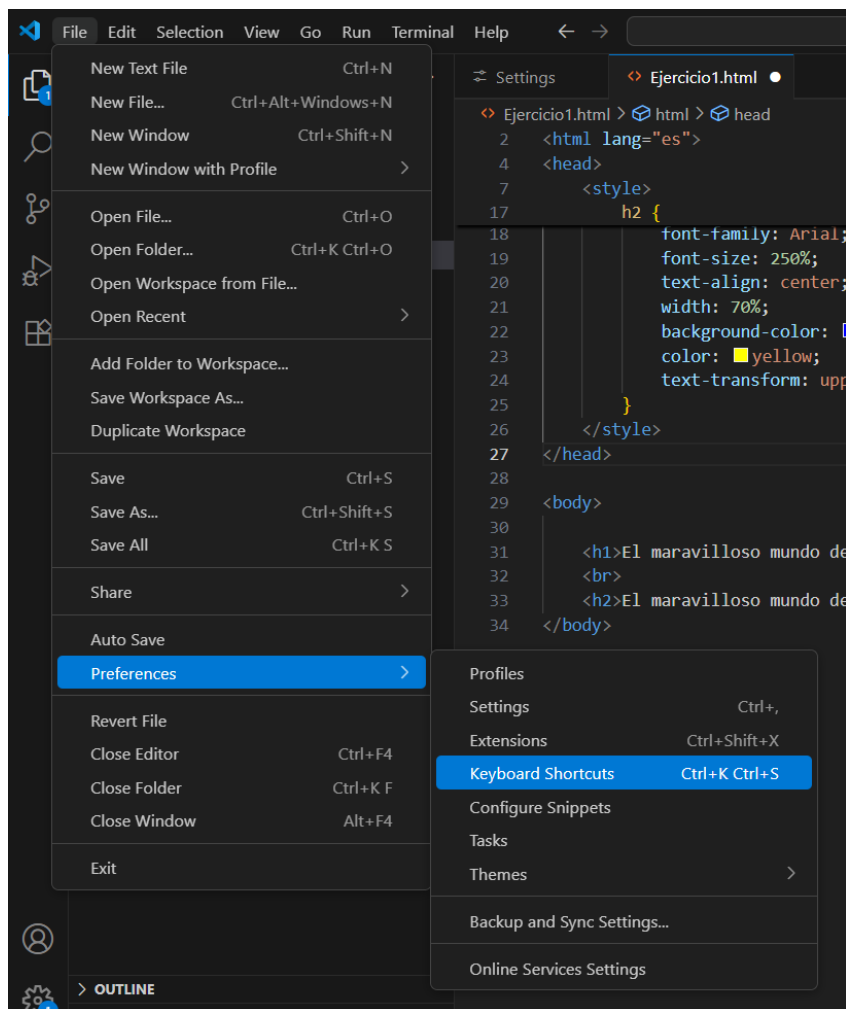 File Edit Selection View Go Run Terminal Help
New Text File Ctrl+N
New File... Ctrl+Alt+Windows+N
New Window Ctrl+Shift+N
New Window with Profile
Open File... Ctrl+O
Open Folder... Ctrl+K Ctrl+O
Open Workspace from File...
Open Recent
Add Folder to Workspace...
Save Workspace As...
Duplicate Workspace
Save Ctrl+S
Save As... Ctrl+Shift+S
Save All Ctrl+K S
Share
Auto Save
Preferences
Revert File
Close Editor Ctrl+F4
Close Folder Ctrl+K F
Close Window Alt+F4
Exit
Profiles
Settings Ctrl+,
Extensions Ctrl+Shift+X
Keyboard Shortcuts Ctrl+K Ctrl+S
Configure Snippets
Tasks
Themes
Backup and Sync Settings...
Online Services Settings
Settings Ejercicio1.html
Ejercicio1.html > html > head
2 <html lang="es">
4 <head>
7 <style>
17 h2 {
18 font-family: Arial;
19 font-size: 250%;
20 text-align: center;
21 width: 70%;
22 background-color:
23 color: yellow;
24 text-transform: upp
25 }
26 </style>
27 </head>
28
29 <body>
30
31 <h1>El maravilloso mundo de
32 <br>
33 <h2>El maravilloso mundo de
34 </body>
1
OUTLINE